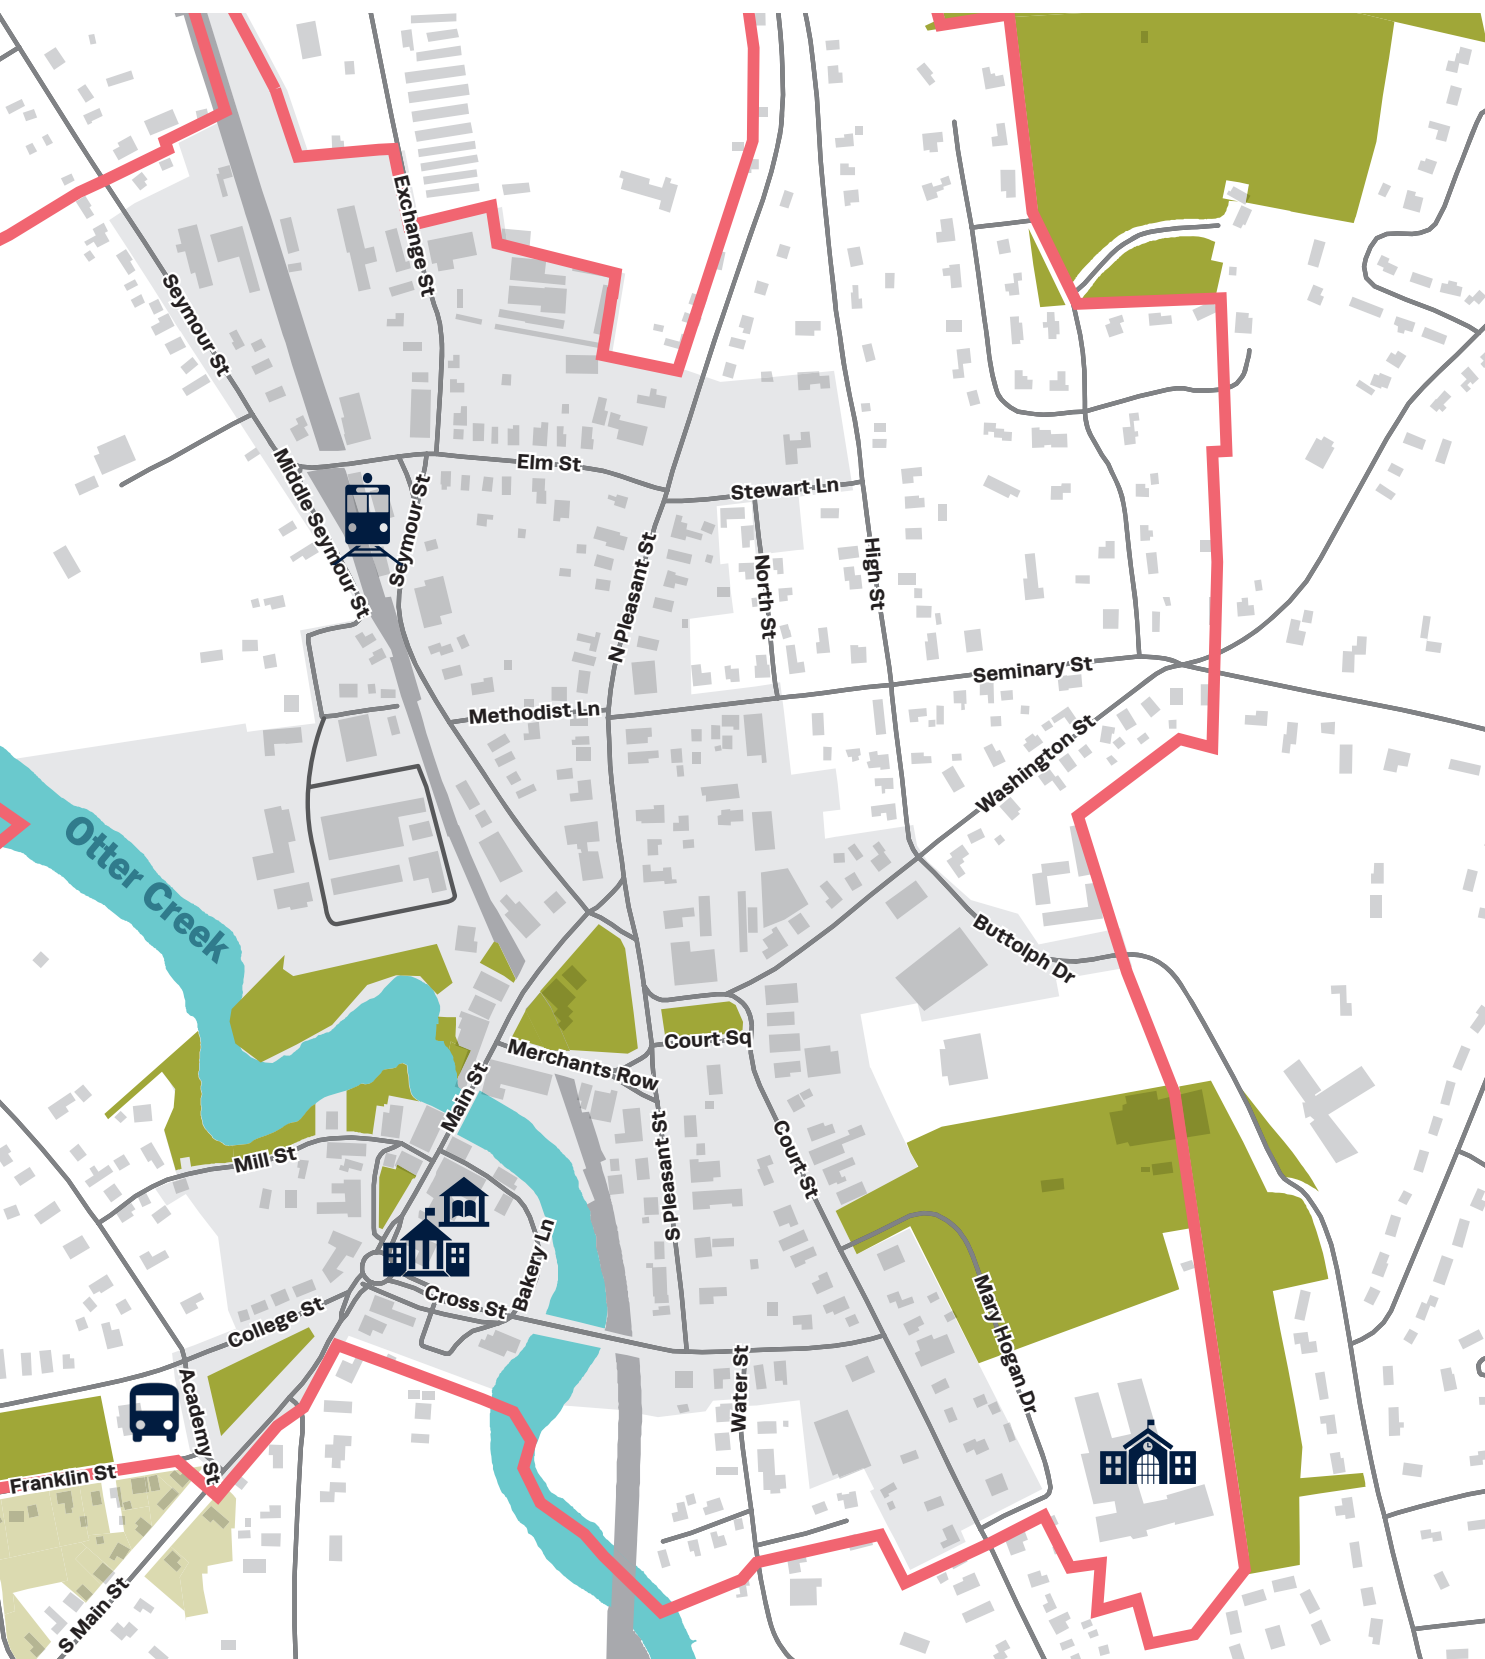 Exchange St
Seymour St
Elm St
Middle Seymour St
Seymour St
Stewart Ln
N Pleasant St
North St
High St
Seminary St
Methodist Ln
Washington St
Otter Creek
Buttolph Dr
Court Sq
Merchants Row
Main St
Mill St
S Pleasant St
Court St
Bakery Ln
Cross St
College St
Mary Hogan Dr
Water St
Academy St
Franklin St
S Main St